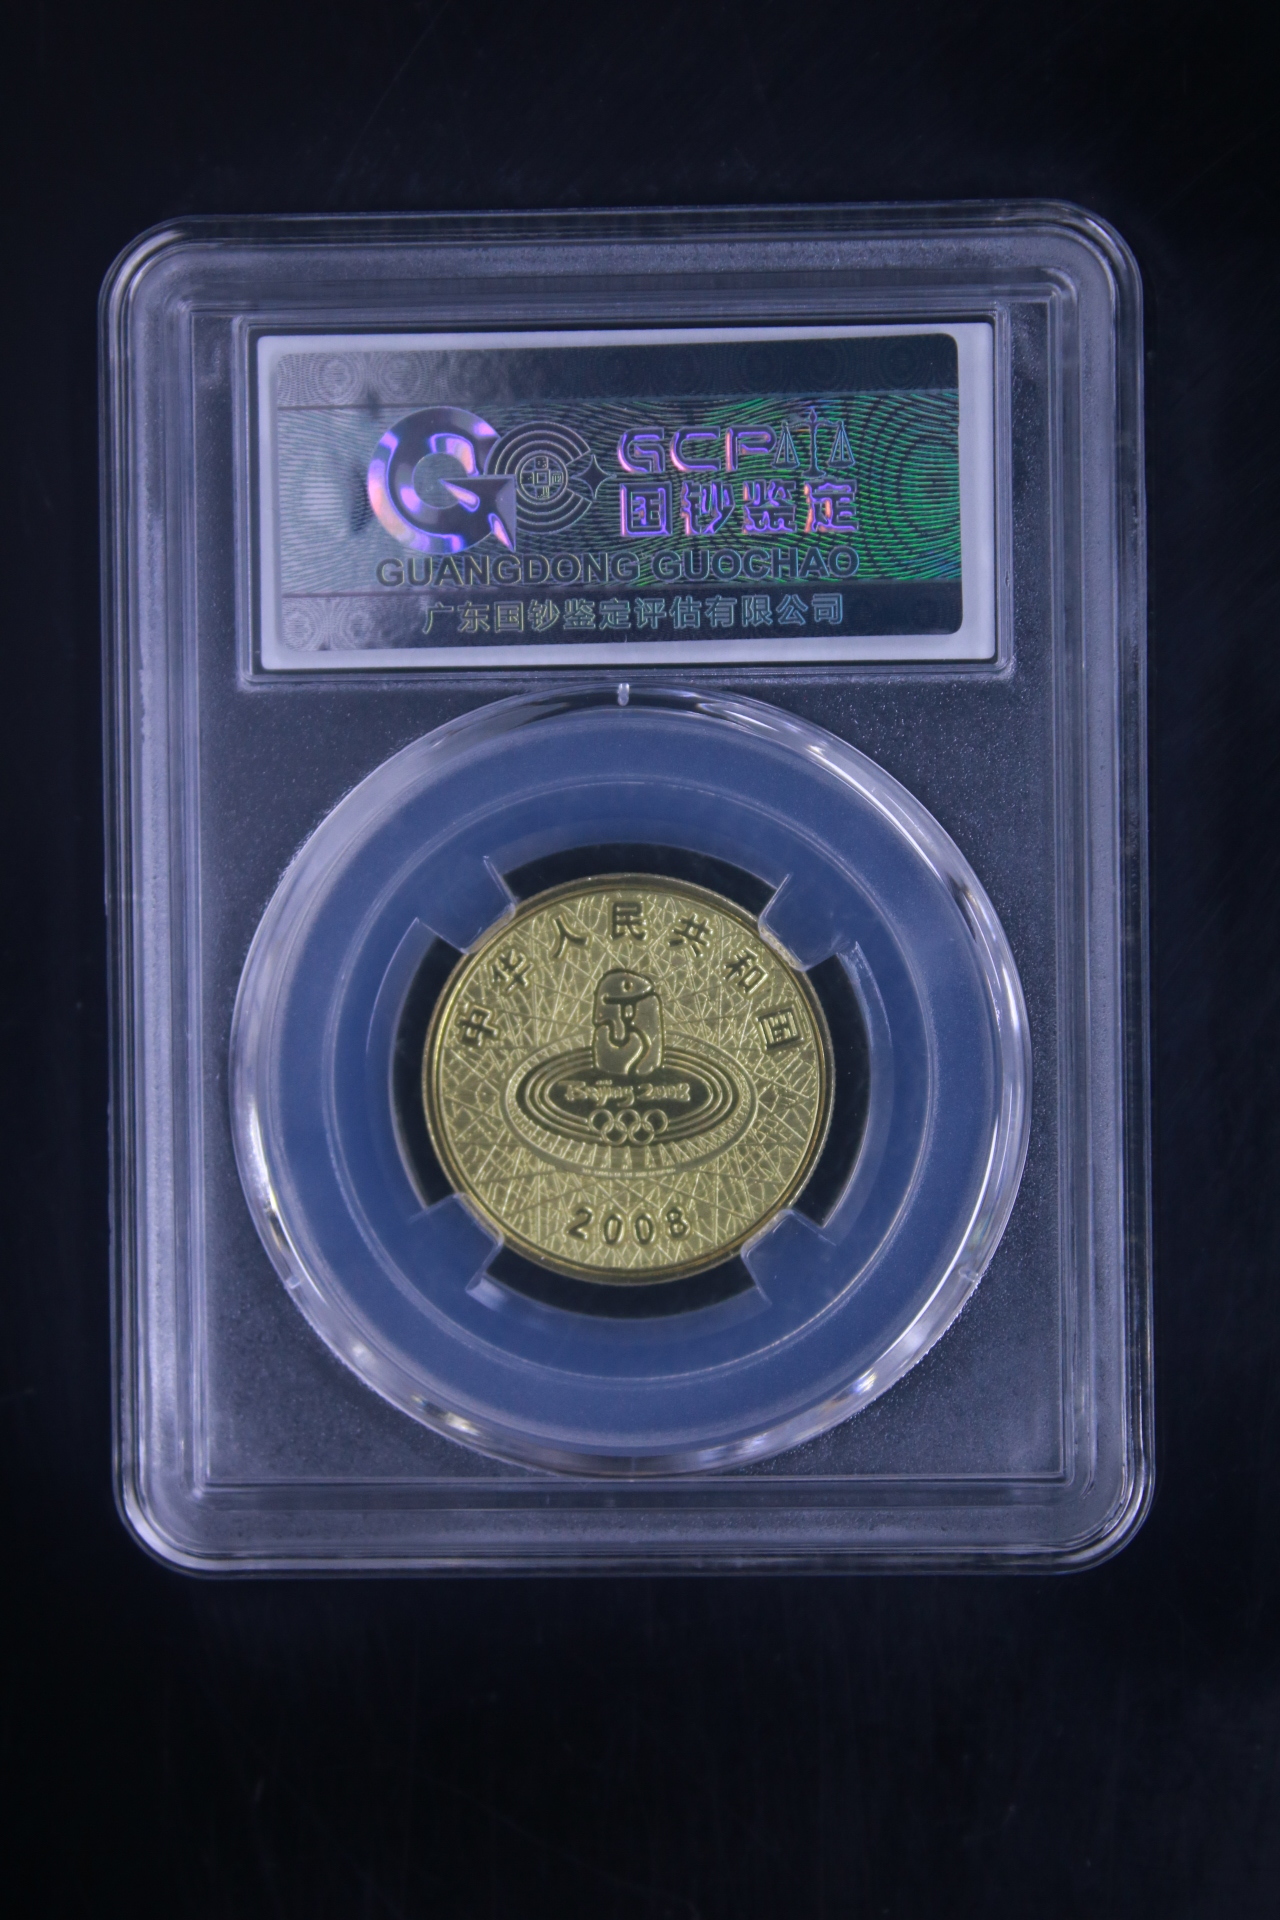 GCP
国钞鉴定
GUANGDONG GUOCHAO
广东国钞鉴定评估有限公司
中华人民共和国
Beijing 2008
2008